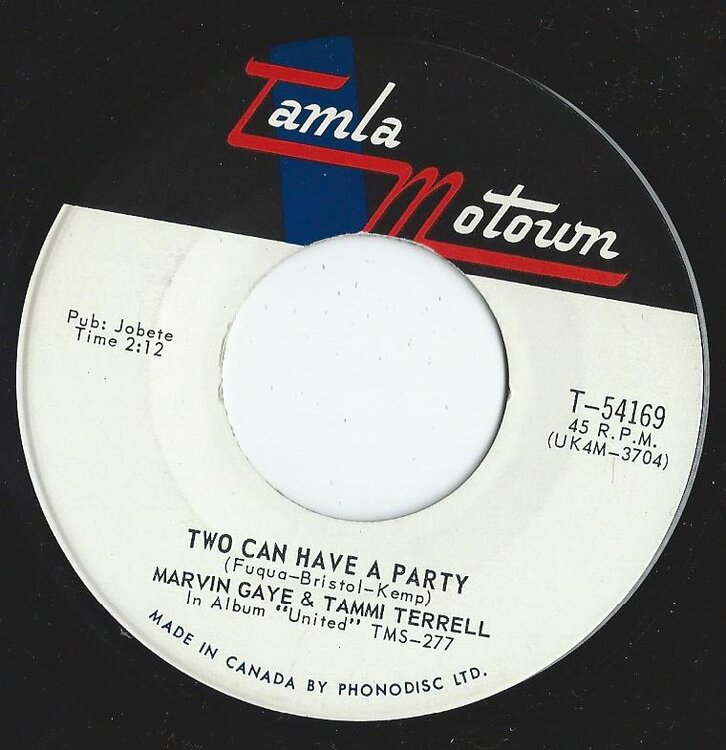 Tamla
Motown
Pub: Jobete
Time 2:12
T-54169
45 R.P.M.
(UK4M-3704)
TWO CAN HAVE A PARTY
(Fuqua-Bristol-Kemp)
MARVIN GAYE & TAMMI TERRELL
In Album "United" TMS-277
MADE IN CANADA BY PHONODISC LTD.